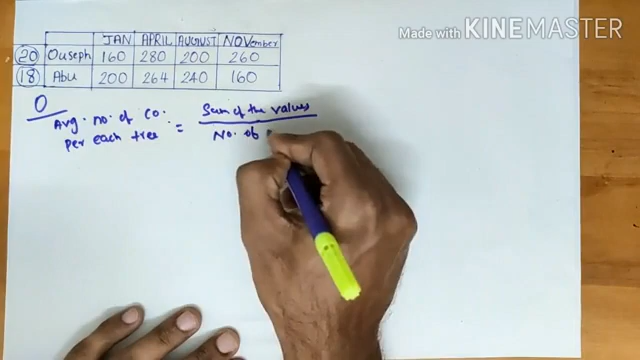 Made with KINEMASTER
JAN APRIL AUGUST NOVember
20 Ouseph 160 280 200 260
18 Abu 200 264 240 160
O
Avg. no. of co. per each tree = Sum of the values
No. of